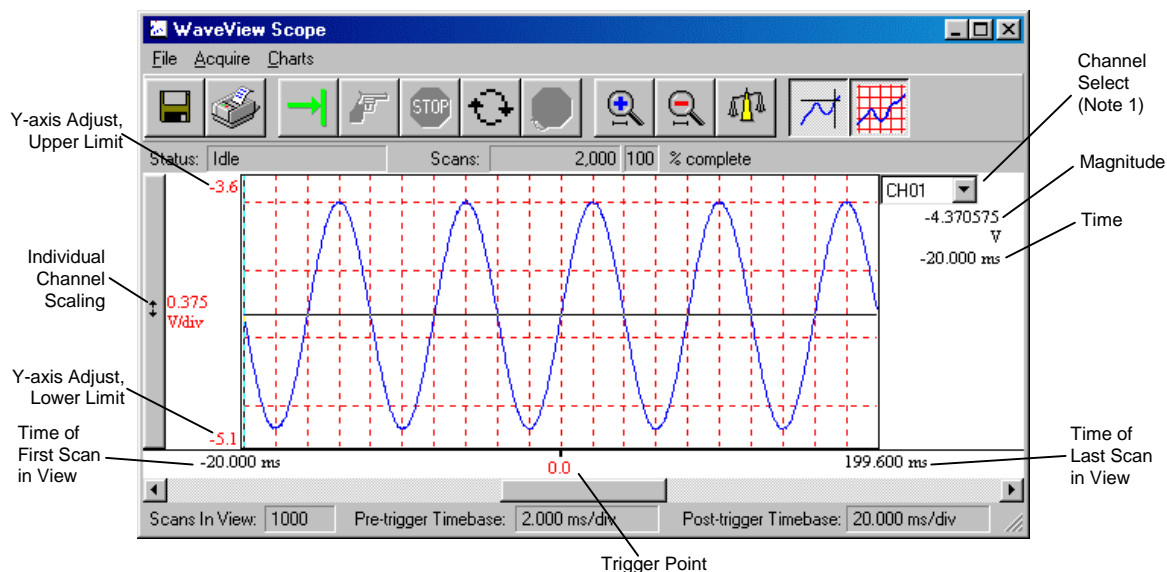 WaveView Scope
File Acquire Charts
STOP
Status: Idle Scans: 2,000 100 % complete
Y-axis Adjust,
Upper Limit
Channel
Select
(Note 1)
-3.6
CH01
Magnitude
-4.370575
V
Time
-20.000 ms
Individual
Channel
Scaling
0.375
V/div
Y-axis Adjust,
Lower Limit
-5.1
Time of
First Scan
in View
-20.000 ms
0.0
199.600 ms
Time of
Last Scan
in View
Scans In View: 1000 Pre-trigger Timebase: 2.000 ms/div Post-trigger Timebase: 20.000 ms/div
Trigger Point